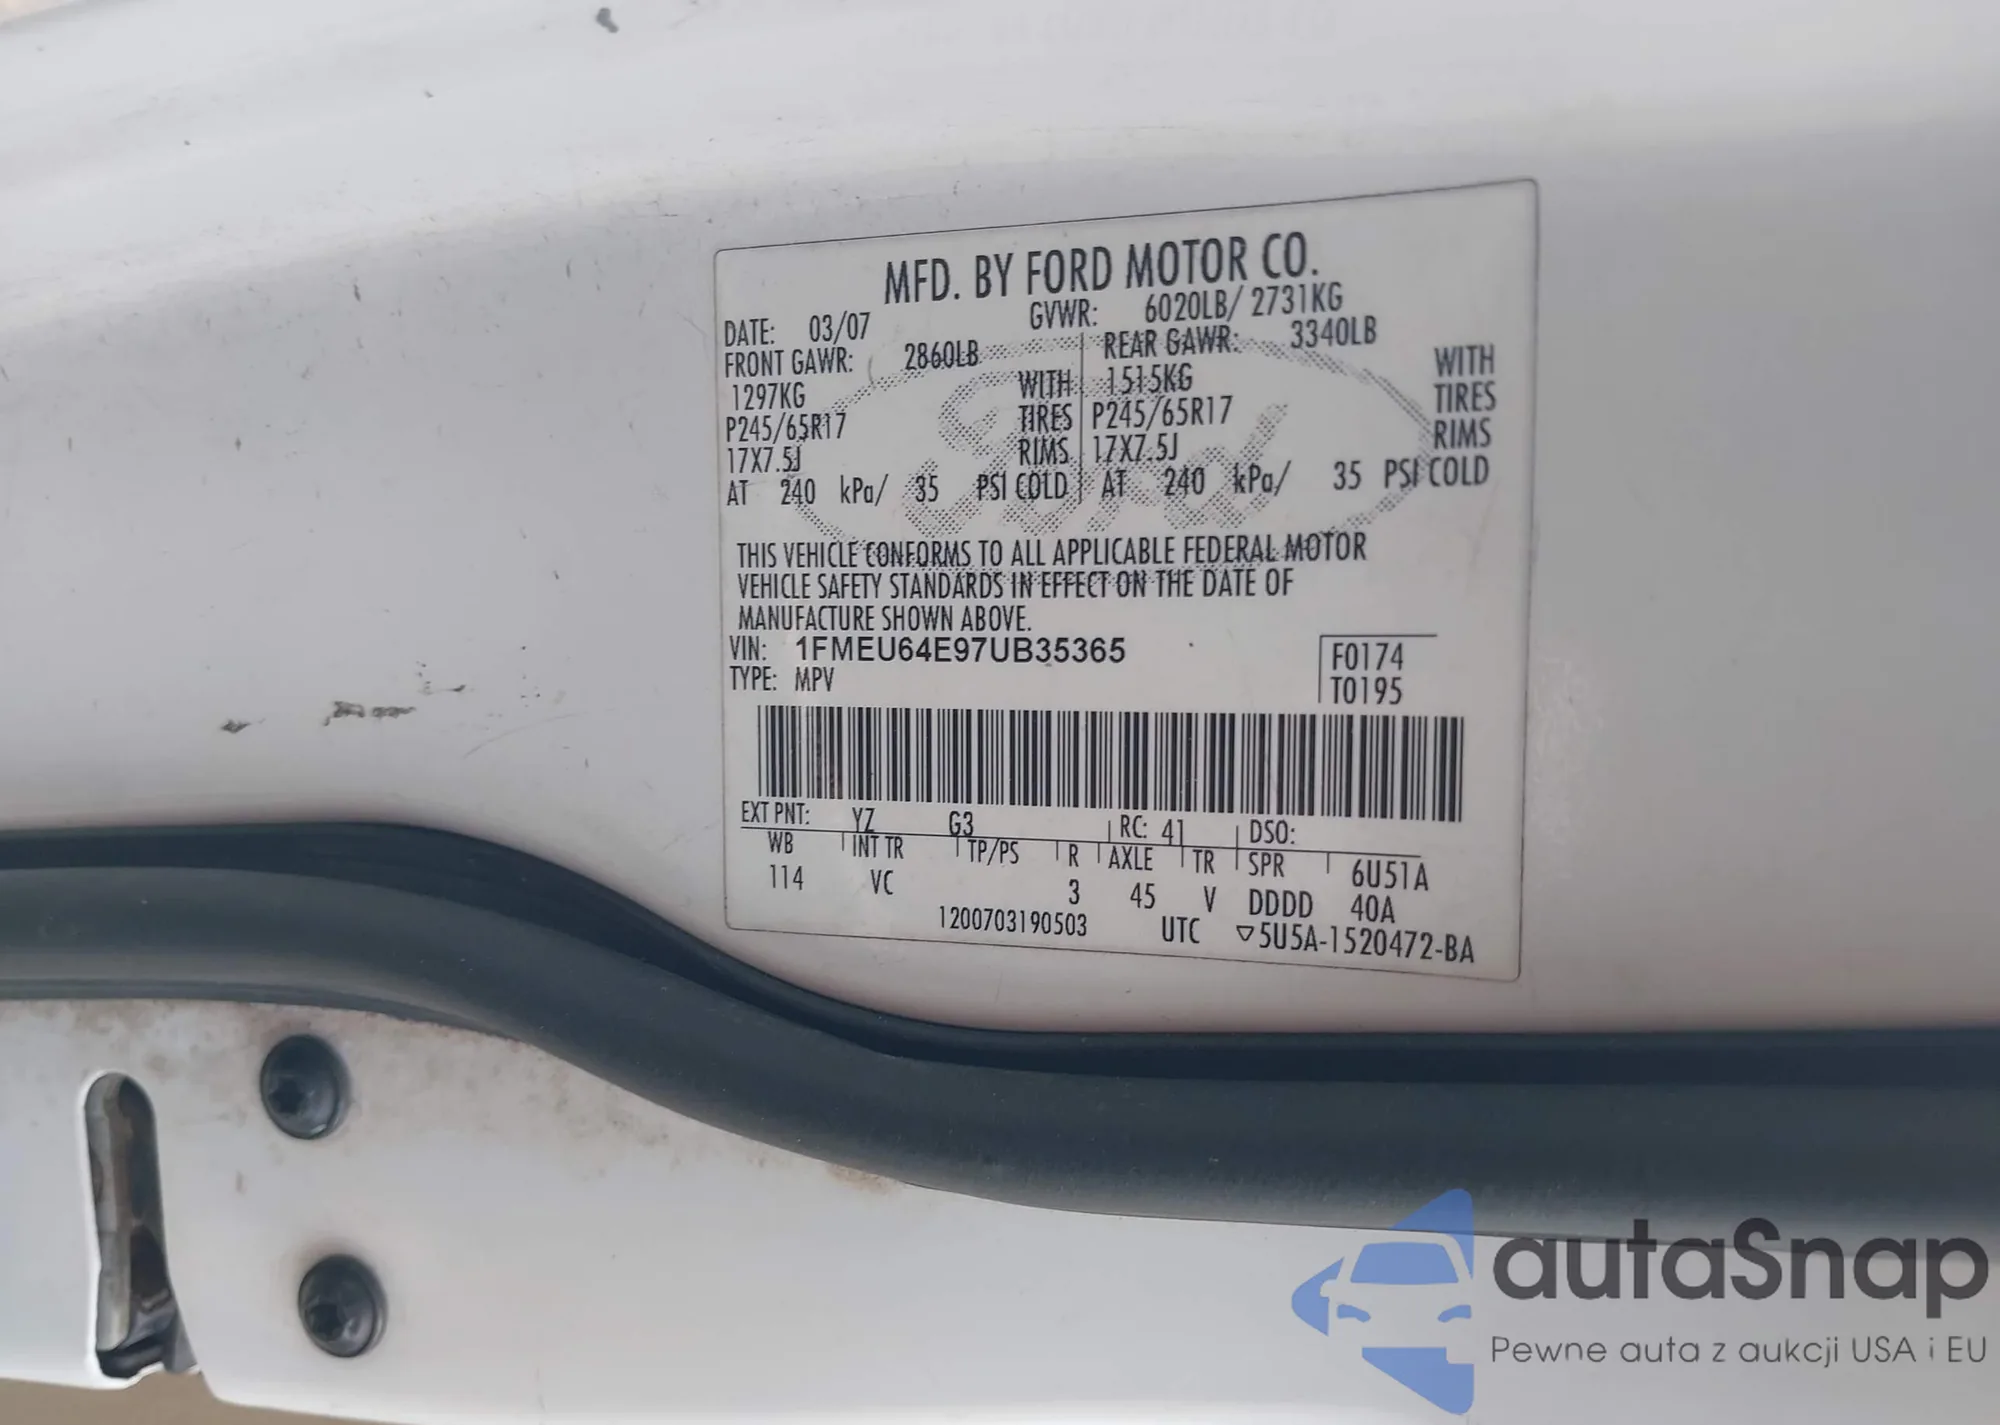 MFD. BY FORD MOTOR CO.
DATE: 03/07 GVWR: 6020LB/ 2731KG
FRONT GAWR: 2860LB REAR GAWR: 3340LB
1297KG WITH 1515KG WITH
P245/65R17 TIRES P245/65R17 TIRES
17X7.5J RIMS 17X7.5J RIMS
AT 240 kPa/ 35 PSI COLD AT 240 kPa/ 35 PSI COLD
Ford
THIS VEHICLE CONFORMS TO ALL APPLICABLE FEDERAL MOTOR
VEHICLE SAFETY STANDARDS IN EFFECT ON THE DATE OF
MANUFACTURE SHOWN ABOVE.
VIN: 1FMEU64E97UB35365 F0174
TYPE: MPV T0195
EXT PNT: YZ G3 RC: 41 DSO:
WB INT TR TP/PS R AXLE TR SPR 6U51A
114 VC 3 45 V DDDD 40A
1200703190503 UTC ▽5U5A-1520472-BA
autaSnap
Pewne auta z aukcji USA i EU